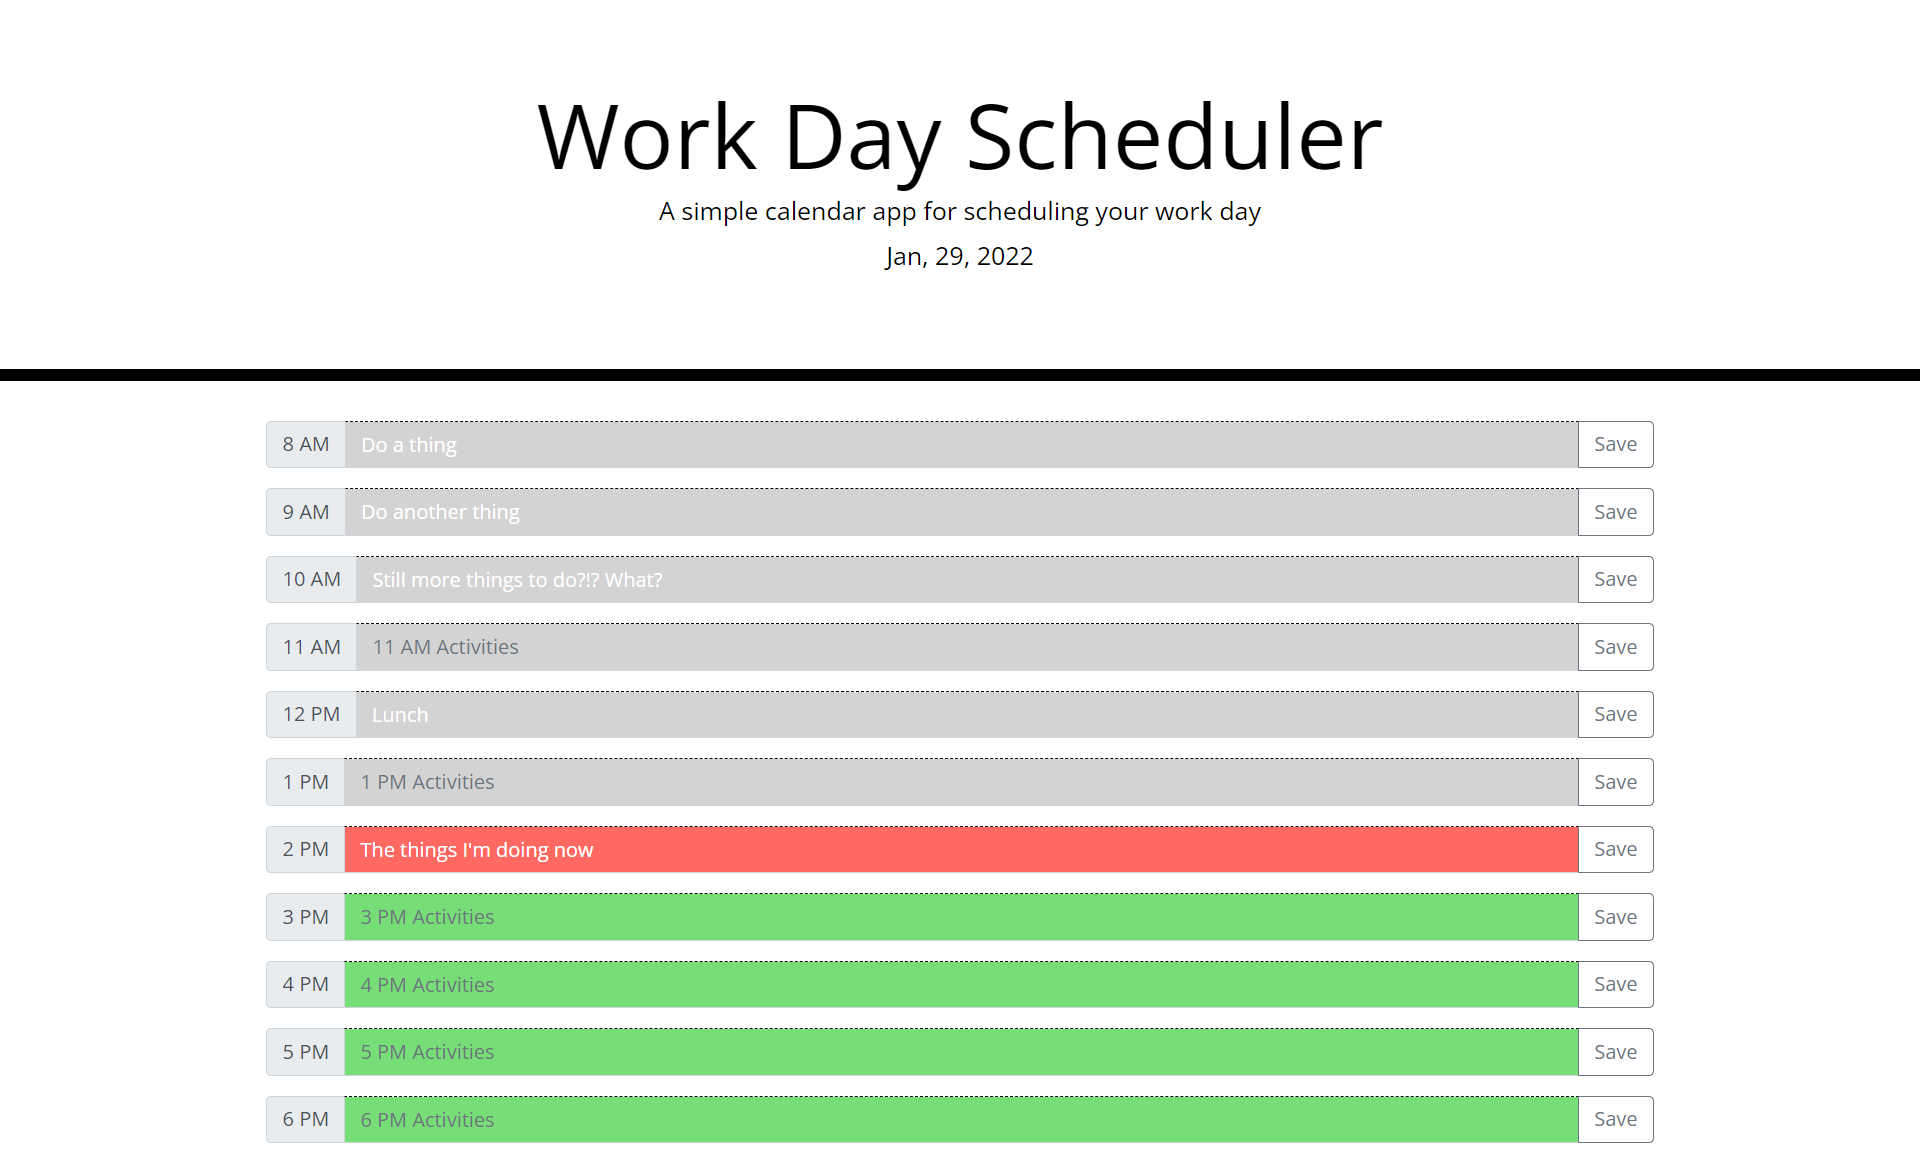 Work Day Scheduler
A simple calendar app for scheduling your work day
Jan, 29, 2022
8 AM Do a thing Save
9 AM Do another thing Save
10 AM Still more things to do?!? What? Save
11 AM 11 AM Activities Save
12 PM Lunch Save
1 PM 1 PM Activities Save
2 PM The things I'm doing now Save
3 PM 3 PM Activities Save
4 PM 4 PM Activities Save
5 PM 5 PM Activities Save
6 PM 6 PM Activities Save